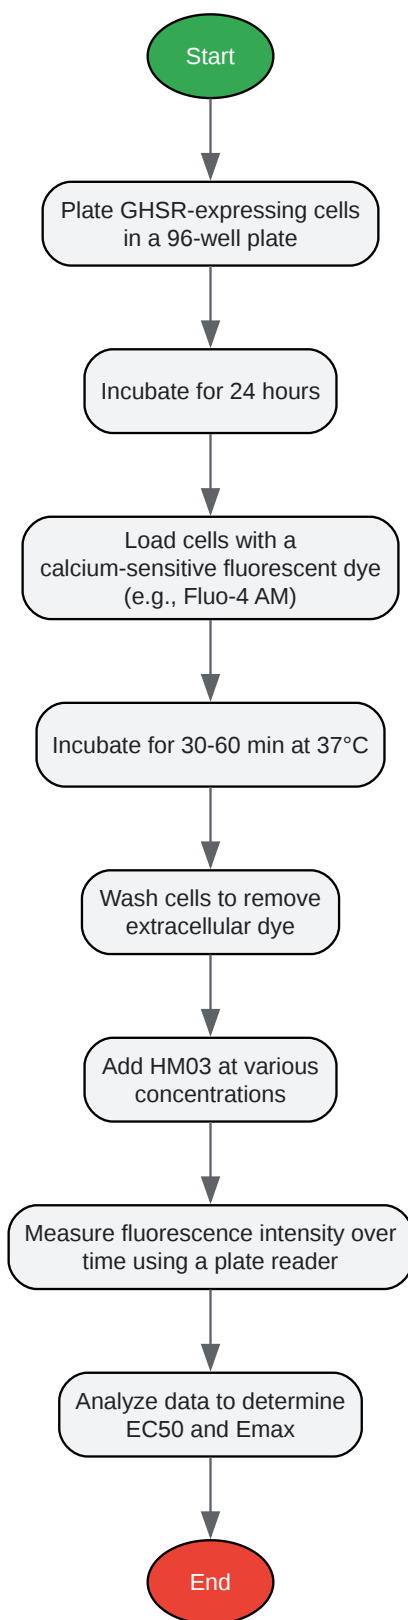 Start
Plate GHSR-expressing cells
in a 96-well plate
Incubate for 24 hours
Load cells with a
calcium-sensitive fluorescent dye
(e.g., Fluo-4 AM)
Incubate for 30-60 min at 37°C
Wash cells to remove
extracellular dye
Add HM03 at various
concentrations
Measure fluorescence intensity over
time using a plate reader
Analyze data to determine
EC50 and Emax
End